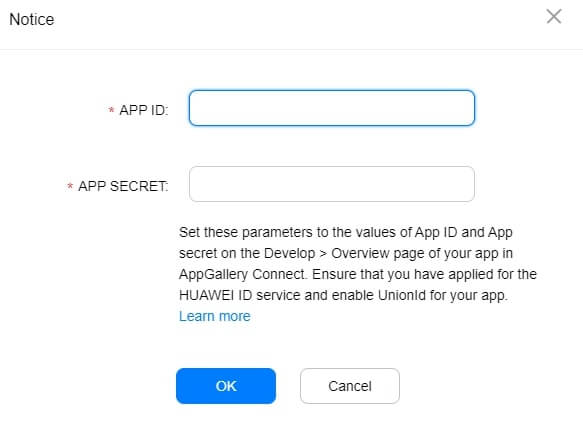 Notice
* APP ID:
* APP SECRET:
Set these parameters to the values of App ID and App
secret on the Develop > Overview page of your app in
AppGallery Connect. Ensure that you have applied for the
HUAWEI ID service and enable UnionId for your app.
Learn more
OK Cancel